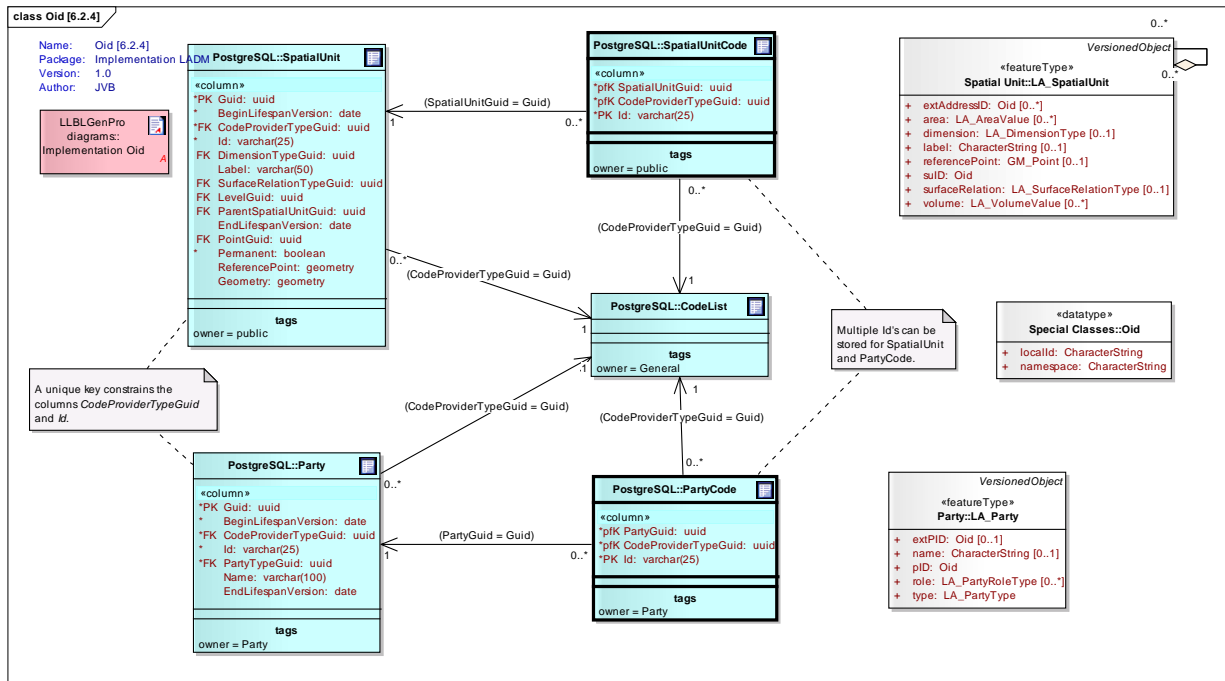 class Oid [6.2.4]
Name: Oid [6.2.4]
Package: Implementation LADM
Version: 1.0
Author: JVB
LLBLGenPro
diagrams::
Implementation Oid
A
PostgreSQL::SpatialUnit
«column»
*PK Guid: uuid
* BeginLifespanVersion: date
*FK CodeProviderTypeGuid: uuid
* Id: varchar(25)
FK DimensionTypeGuid: uuid
Label: varchar(50)
FK SurfaceRelationTypeGuid: uuid
FK LevelGuid: uuid
FK ParentSpatialUnitGuid: uuid
EndLifespanVersion: date
FK PointGuid: uuid
* Permanent: boolean
ReferencePoint: geometry
Geometry: geometry
tags
owner = public
(SpatialUnitGuid = Guid)
1
0..*
PostgreSQL::SpatialUnitCode
«column»
*pfK SpatialUnitGuid: uuid
*pfK CodeProviderTypeGuid: uuid
*PK Id: varchar(25)
tags
owner = public
0..*
(CodeProviderTypeGuid = Guid)
1
0..*
0..*
VersionedObject
«featureType»
Spatial Unit::LA_SpatialUnit
+ extAddressID: Oid [0..*]
+ area: LA_AreaValue [0..*]
+ dimension: LA_DimensionType [0..1]
+ label: CharacterString [0..1]
+ referencePoint: GM_Point [0..1]
+ suID: Oid
+ surfaceRelation: LA_SurfaceRelationType [0..1]
+ volume: LA_VolumeValue [0..*]
0..*
(CodeProviderTypeGuid = Guid)
1
PostgreSQL::CodeList
tags
owner = General
Multiple Id's can be
stored for SpatialUnit
and PartyCode.
«datatype»
Special Classes::Oid
+ localId: CharacterString
+ namespace: CharacterString
A unique key constrains the
columns CodeProviderTypeGuid
and Id.
0..*
(CodeProviderTypeGuid = Guid)
1
1
(CodeProviderTypeGuid = Guid)
0..*
PostgreSQL::Party
«column»
*PK Guid: uuid
* BeginLifespanVersion: date
*FK CodeProviderTypeGuid: uuid
* Id: varchar(25)
*FK PartyTypeGuid: uuid
Name: varchar(100)
EndLifespanVersion: date
tags
owner = Party
(PartyGuid = Guid)
1
0..*
PostgreSQL::PartyCode
«column»
*pfK PartyGuid: uuid
*pfK CodeProviderTypeGuid: uuid
*PK Id: varchar(25)
tags
owner = Party
VersionedObject
«featureType»
Party::LA_Party
+ extPID: Oid [0..1]
+ name: CharacterString [0..1]
+ pID: Oid
+ role: LA_PartyRoleType [0..*]
+ type: LA_PartyType